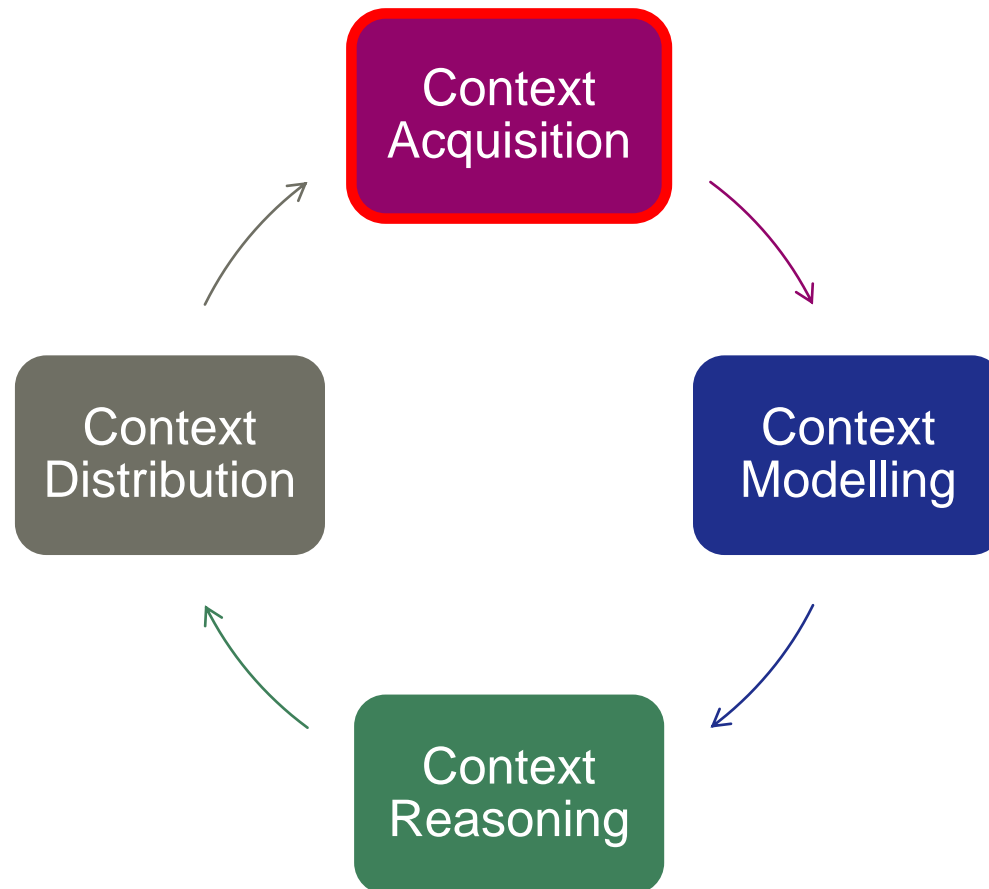 Context
Acquisition
Context
Modelling
Context
Reasoning
Context
Distribution